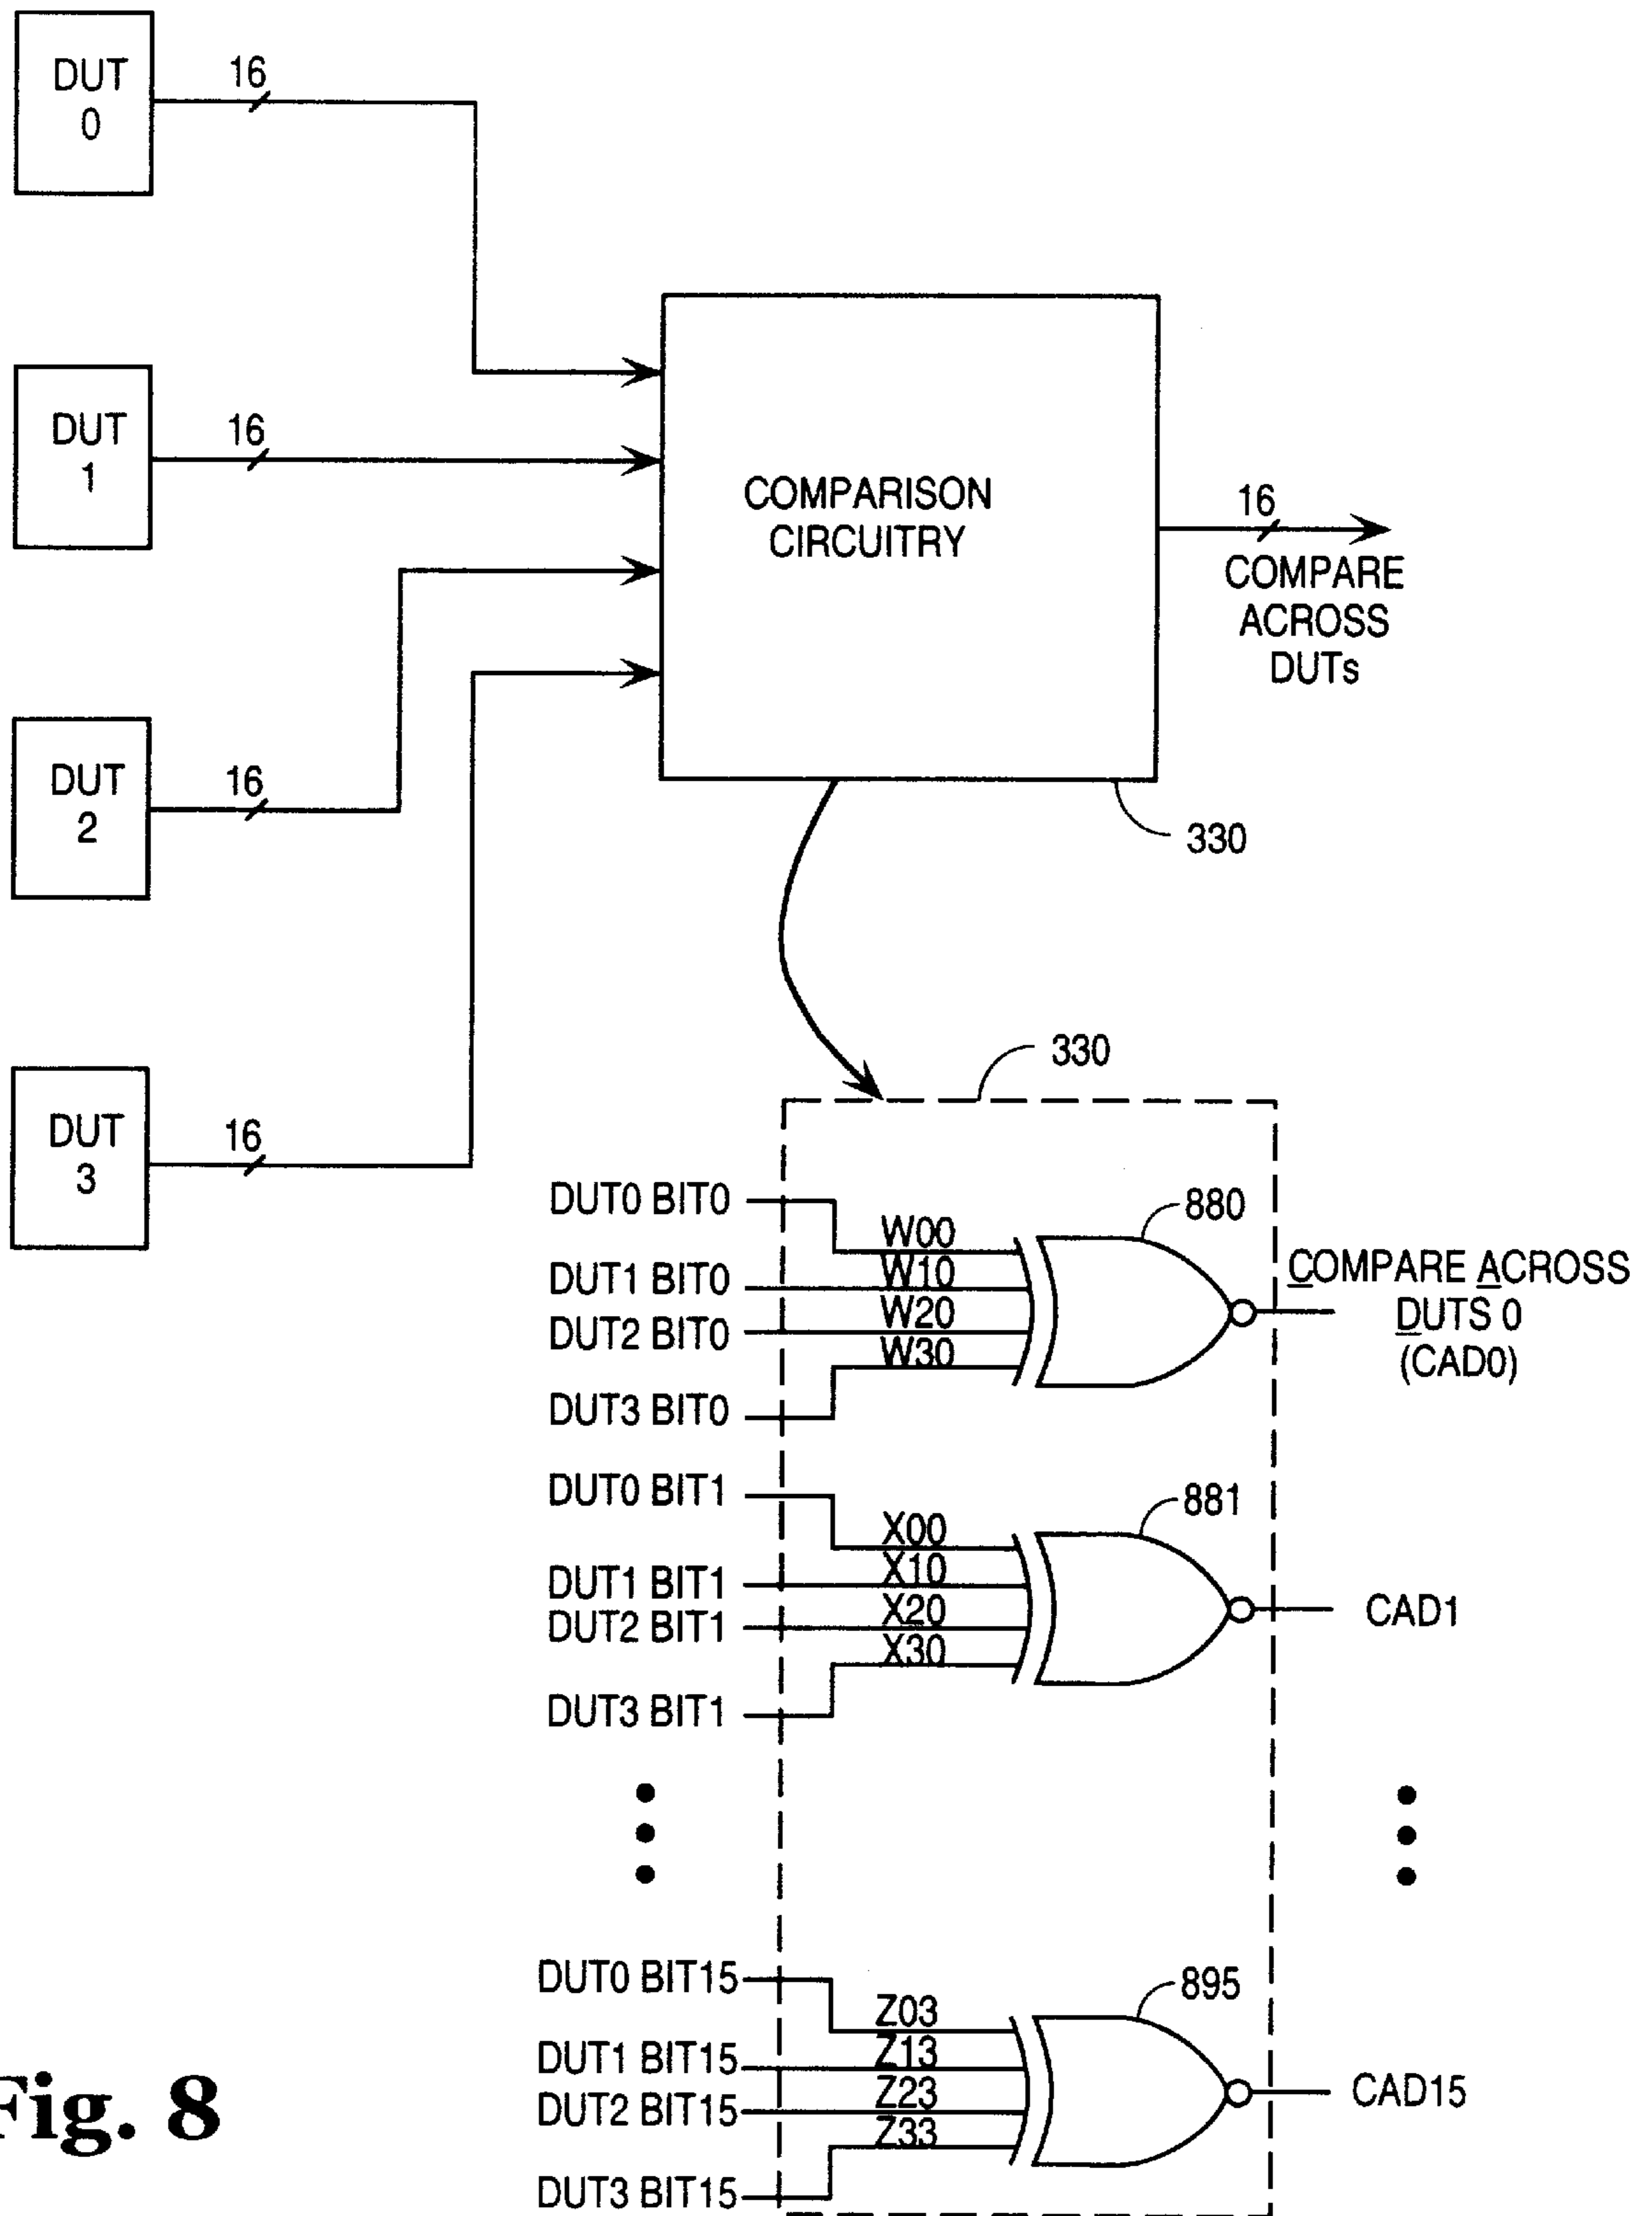 DUT
0
16
DUT
1
16
COMPARISON
CIRCUITRY
16
COMPARE
ACROSS
DUTs
DUT
2
16
330
DUT
3
16
330
DUT0 BIT0
W00
880
DUT1 BIT0
W10
DUT2 BIT0
W20
DUT3 BIT0
W30
COMPARE ACROSS
DUTS 0
(CAD0)
DUT0 BIT1
X00
881
DUT1 BIT1
X10
DUT2 BIT1
X20
DUT3 BIT1
X30
CAD1
DUT0 BIT15
Z03
895
DUT1 BIT15
Z13
DUT2 BIT15
Z23
DUT3 BIT15
Z33
CAD15
Fig. 8